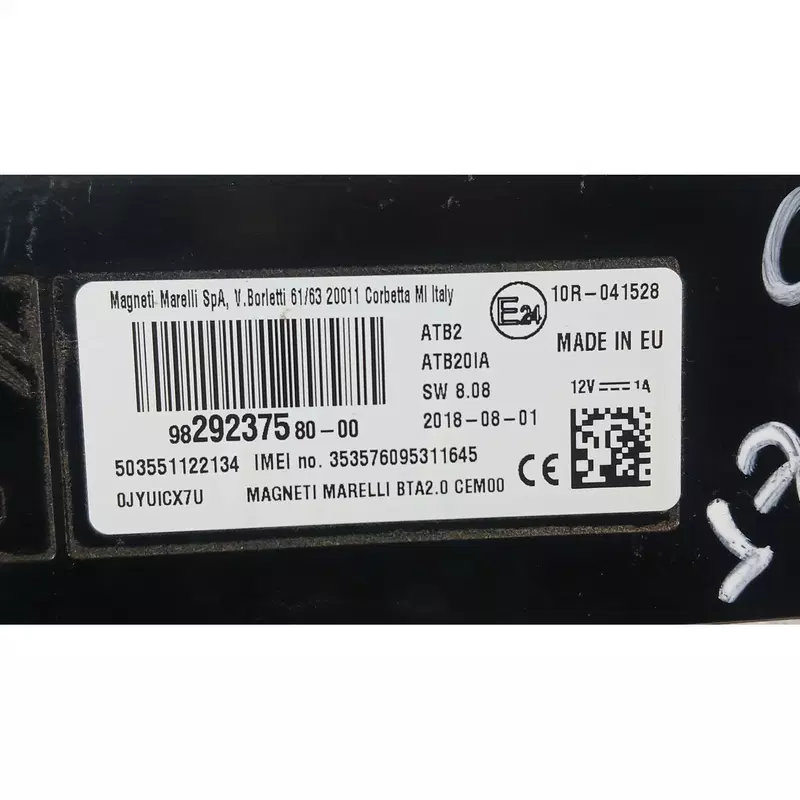 Magneti Marelli SpA, V.Borletti 61/63 20011 Corbetta MI Italy
E24
10R-041528
ATB2
ATB20IA
SW 8.08
2018-08-01
MADE IN EU
12V 1A
9829237580-00
503551122134 IMEI no. 353576095311645
0JYUICX7U MAGNETI MARELLI BTA2.0 CEM00
CE